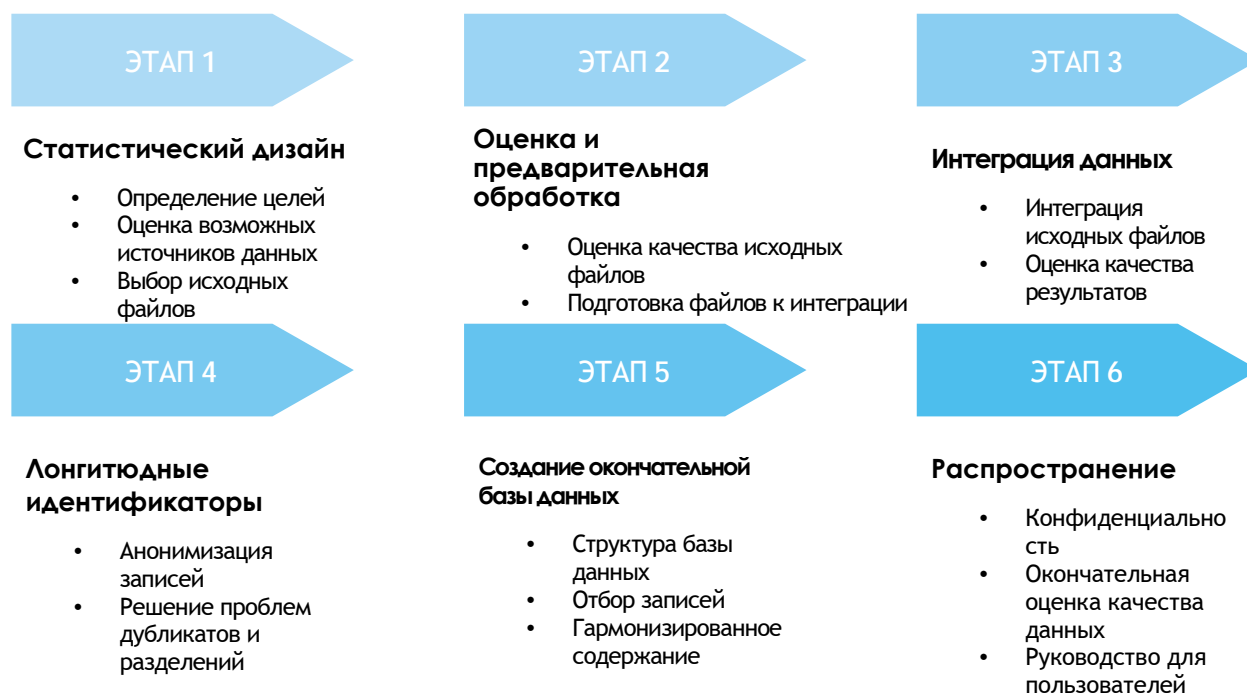 ЭТАП 1
Статистический дизайн
• Определение целей
• Оценка возможных
источников данных
• Выбор исходных
файлов
ЭТАП 2
Оценка и
предварительная
обработка
• Оценка качества исходных
файлов
• Подготовка файлов к интеграции
ЭТАП 3
Интеграция данных
• Интеграция
исходных файлов
• Оценка качества
результатов
ЭТАП 4
Лонгитюдные
идентификаторы
• Анонимизация
записей
• Решение проблем
дубликатов и
разделений
ЭТАП 5
Создание окончательной
базы данных
• Структура базы
данных
• Отбор записей
• Гармонизированное
содержание
ЭТАП 6
Распространение
• Конфиденциально
сть
• Окончательная
оценка качества
данных
• Руководство для
пользователей